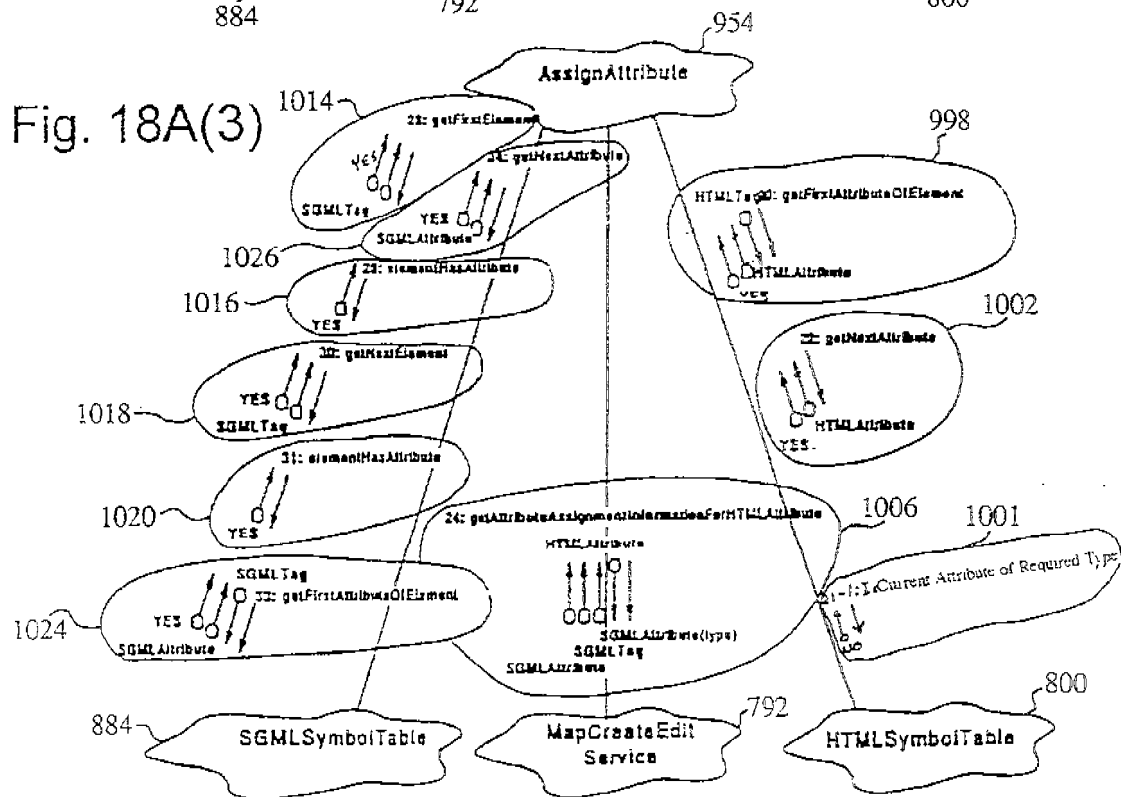 884
792
800
954
AssignAttribute
Fig. 18A(3)
1014
28: getFirstElement
YES
SGMLTag
34: getNextAttribute
YES
SGMLAttribute
1026
998
HTMLTag
20: getFirstAttributeOfElement
HTMLAttribute
YES
1016
29: elementHasAttribute
YES
1002
22: getNextAttribute
HTMLAttribute
YES
1018
30: getNextElement
YES
SGMLTag
1020
31: elementHasAttribute
YES
1006
24: getAttributeAssignmentInformationForHTMLAttribute
HTMLAttribute
SGMLAttribute(type)
SGMLTag
SGMLAttribute
1001
Current Attribute of Required Type
1024
SGMLTag
33: getFirstAttributeOfElement
YES
SGMLAttribute
884
SGMLSymbolTable
792
MapCreateEdit
Service
800
HTMLSymbolTable